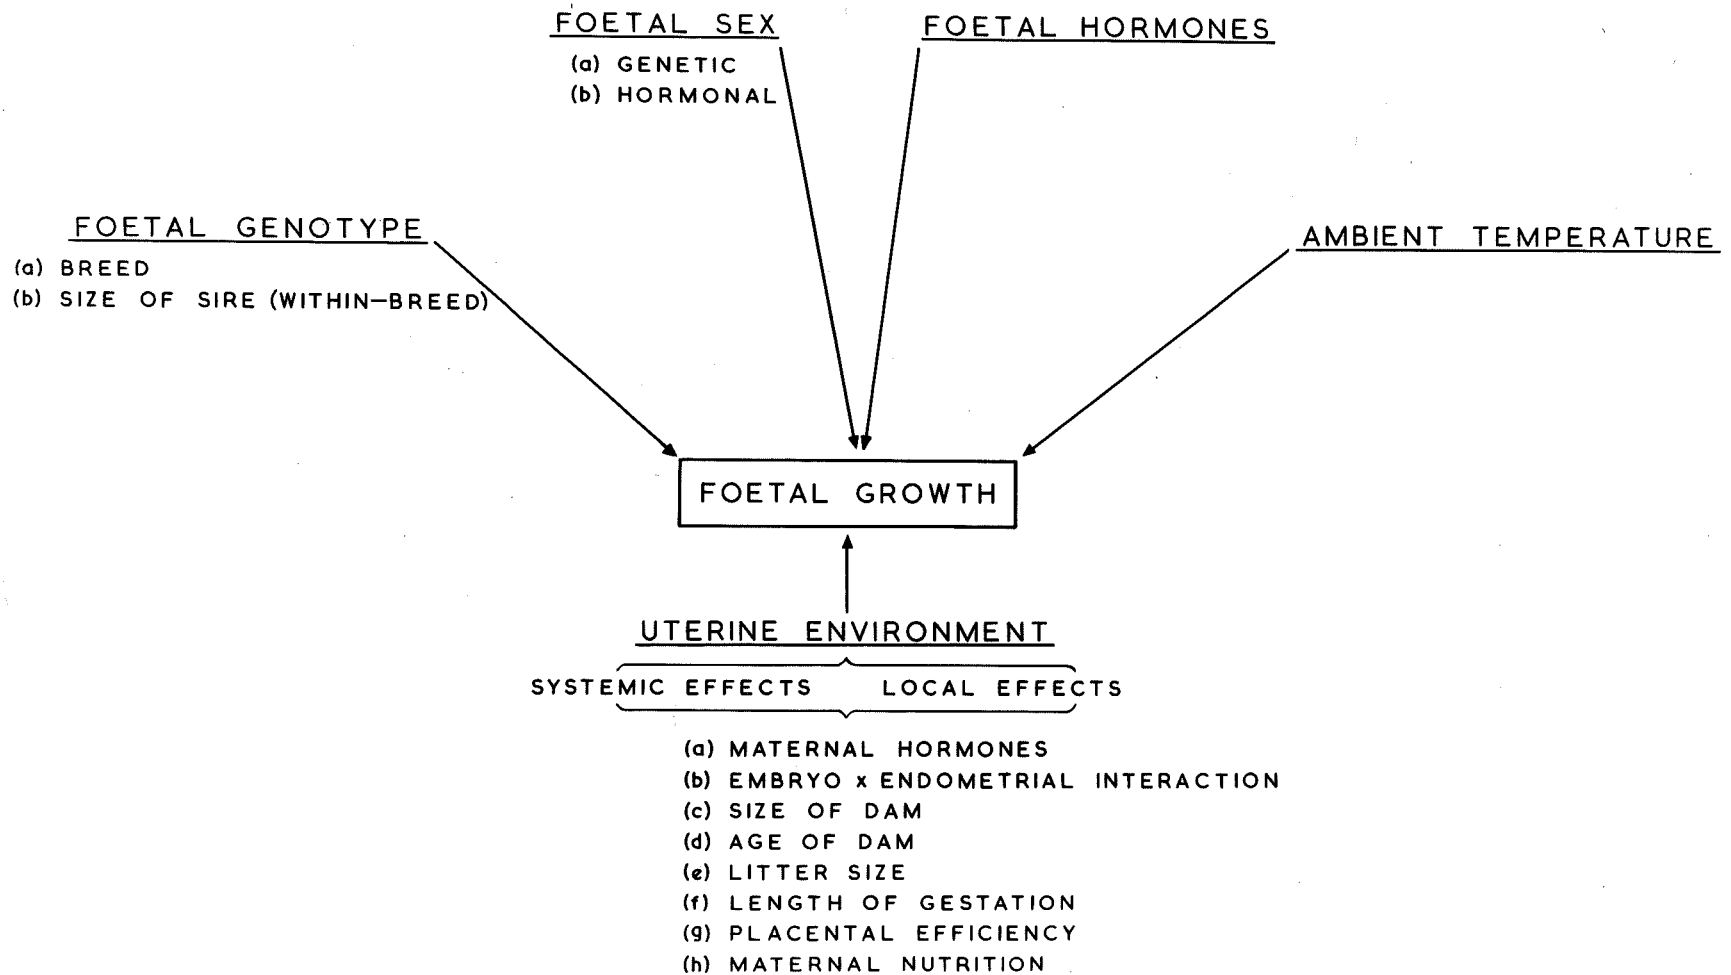 FOETAL SEX
(a) GENETIC
(b) HORMONAL
FOETAL HORMONES
FOETAL GENOTYPE
(a) BREED
(b) SIZE OF SIRE (WITHIN-BREED)
AMBIENT TEMPERATURE
FOETAL GROWTH
UTERINE ENVIRONMENT
SYSTEMIC EFFECTS LOCAL EFFECTS
(a) MATERNAL HORMONES
(b) EMBRYO x ENDOMETRIAL INTERACTION
(c) SIZE OF DAM
(d) AGE OF DAM
(e) LITTER SIZE
(f) LENGTH OF GESTATION
(g) PLACENTAL EFFICIENCY
(h) MATERNAL NUTRITION